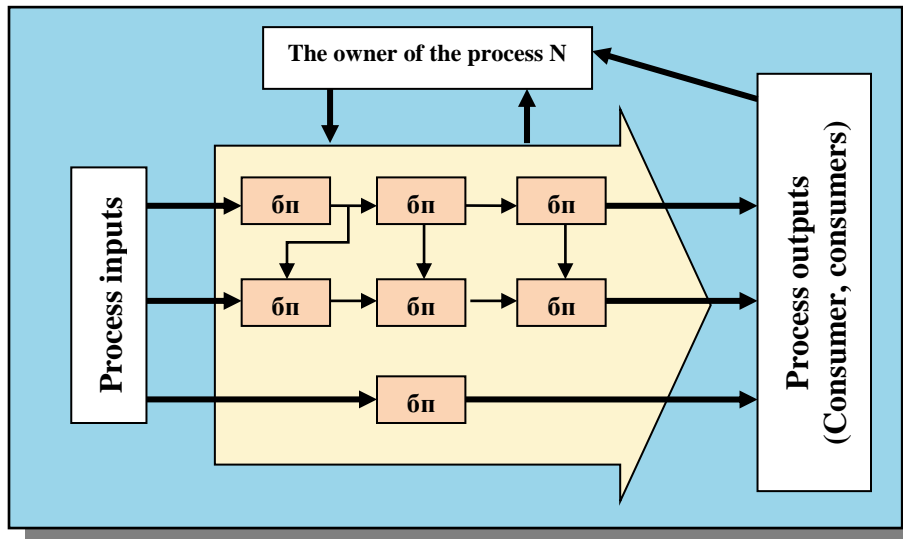 The owner of the process N
Process inputs
бп
бп
бп
бп
бп
бп
бп
Process outputs
(Consumer, consumers)